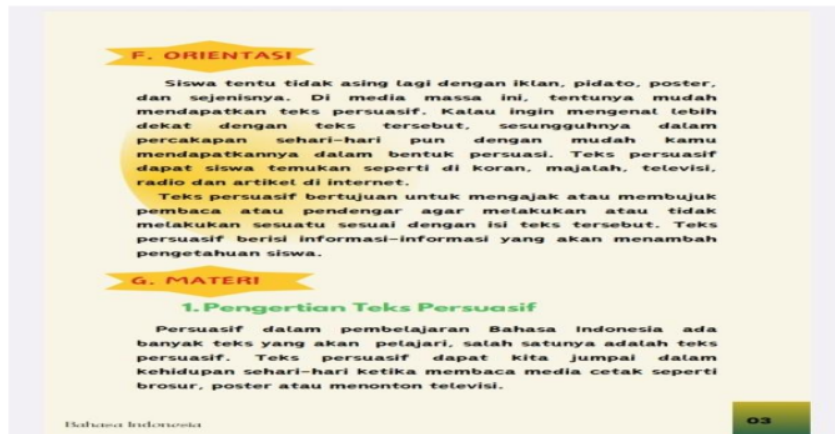 F. ORIENTASI
Siswa tentu tidak asing lagi dengan iklan, pidato, poster,
dan sejenisnya. Di media massa ini, tentunya mudah
mendapatkan teks persuasif. Kalau ingin mengenal lebih
dekat dengan teks tersebut, sesungguhnya dalam
percakapan sehari-hari pun dengan mudah kamu
mendapatkannya dalam bentuk persuasi. Teks persuasif
dapat siswa temukan seperti di koran, majalah, televisi,
radio dan artikel di internet.
Teks persuasif bertujuan untuk mengajak atau membujuk
pembaca atau pendengar agar melakukan atau tidak
melakukan sesuatu sesuai dengan isi teks tersebut. Teks
persuasif berisi informasi-informasi yang akan menambah
pengetahuan siswa.
G. MATERI
1. Pengertian Teks Persuasif
Persuasif dalam pembelajaran Bahasa Indonesia ada
banyak teks yang akan pelajari, salah satunya adalah teks
persuasif. Teks persuasif dapat kita jumpai dalam
kehidupan sehari-hari ketika membaca media cetak seperti
brosur, poster atau menonton televisi.
Bahasa Indonesia
03